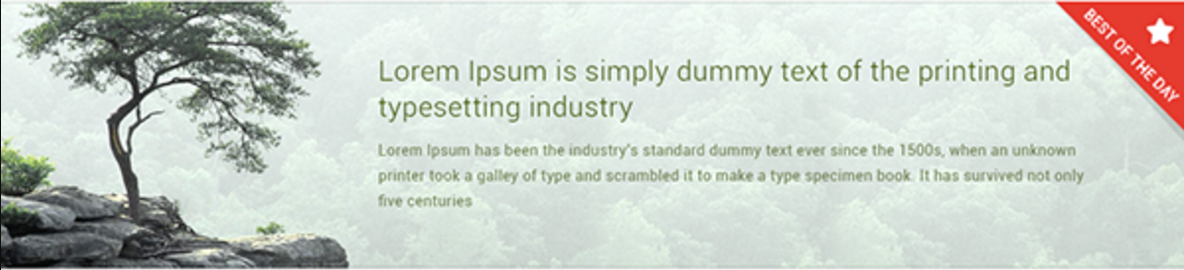 Lorem Ipsum is simply dummy text of the printing and
typesetting industry
Lorem Ipsum has been the industry's standard dummy text ever since the 1500s, when an unknown
printer took a galley of type and scrambled it to make a type specimen book. It has survived not only
five centuries
BEST OF THE DAY